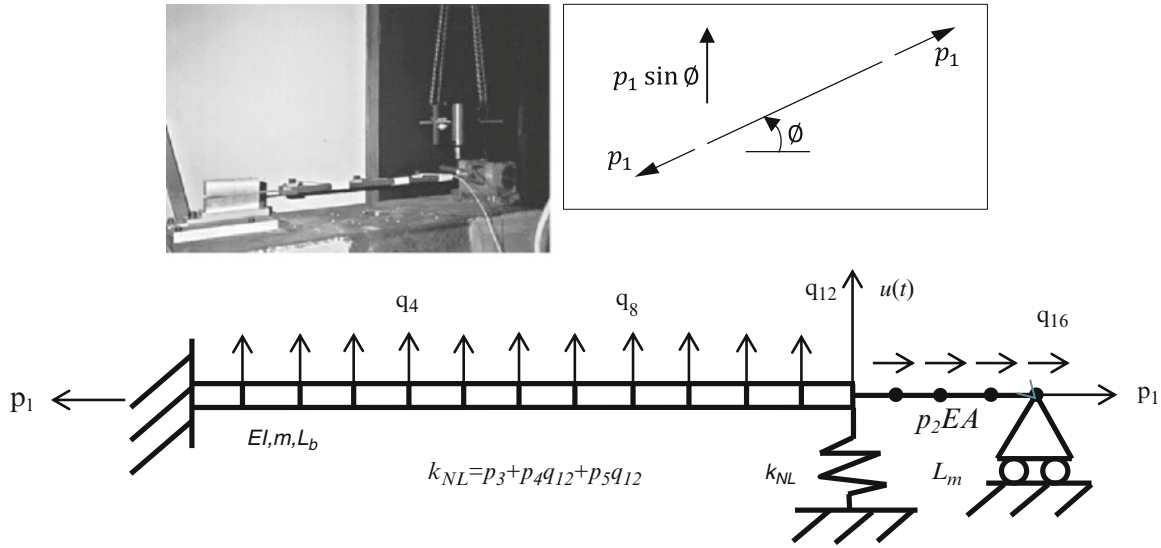 p₁ sin Ø
p₁
Ø
p₁
q₄
q₈
q₁₂
u(t)
q₁₆
p₁
p₁
p₂EA
EI,m,L_b
k_NL=p₃+p₄q₁₂+p₅q₁₂
k_NL
L_m